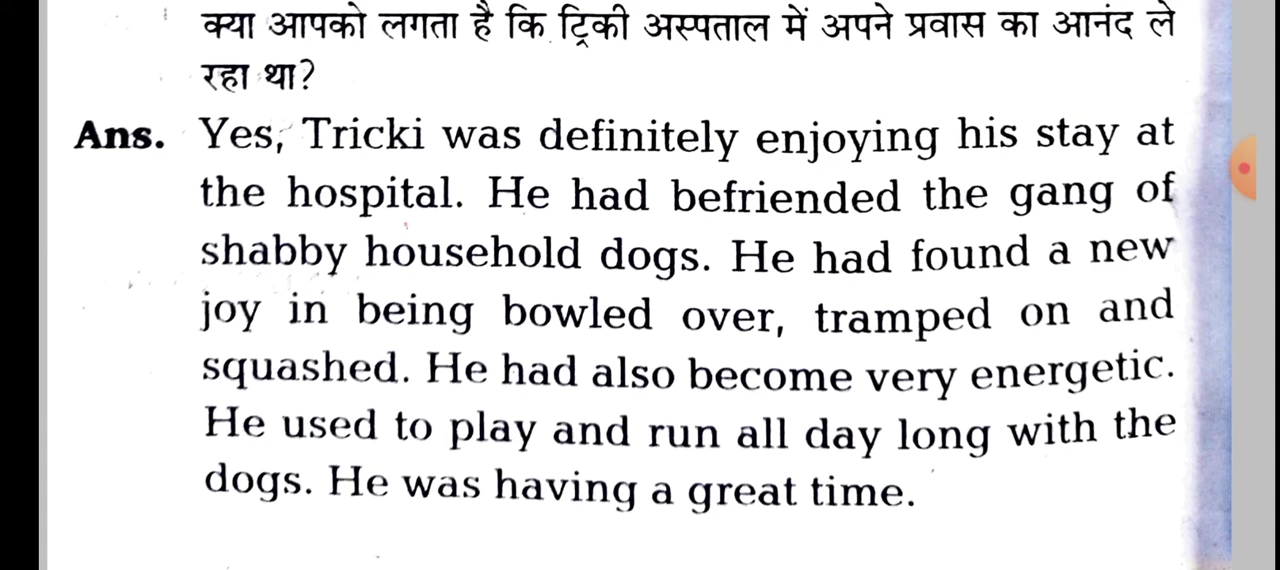 क्या आपको लगता है कि ट्रिकी अस्पताल में अपने प्रवास का आनंद ले
रहा था?
Ans. Yes, Tricki was definitely enjoying his stay at
the hospital. He had befriended the gang of
shabby household dogs. He had found a new
joy in being bowled over, tramped on and
squashed. He had also become very energetic.
He used to play and run all day long with the
dogs. He was having a great time.